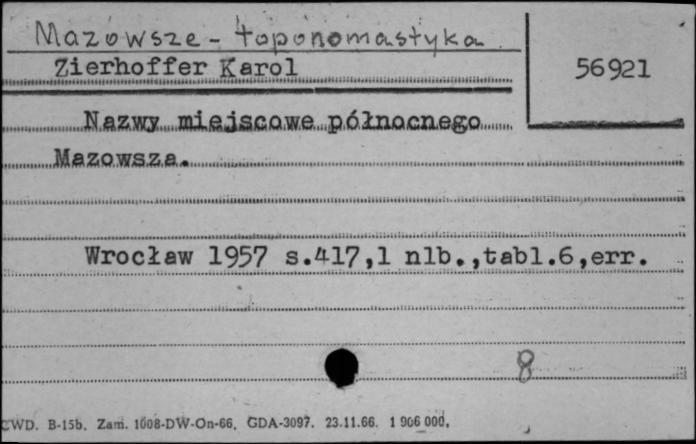 Mazowsze - toponomastyka
Zierhoffer Karol
56921
Nazwy miejscowe północnego
Mazowsza.
Wrocław 1957 s.417,1 nlb.,tabl.6,err.
8
CWD. B-15b. Zam. 1008-DW-On-66. GDA-3097. 23.11.66. 1 906 000.